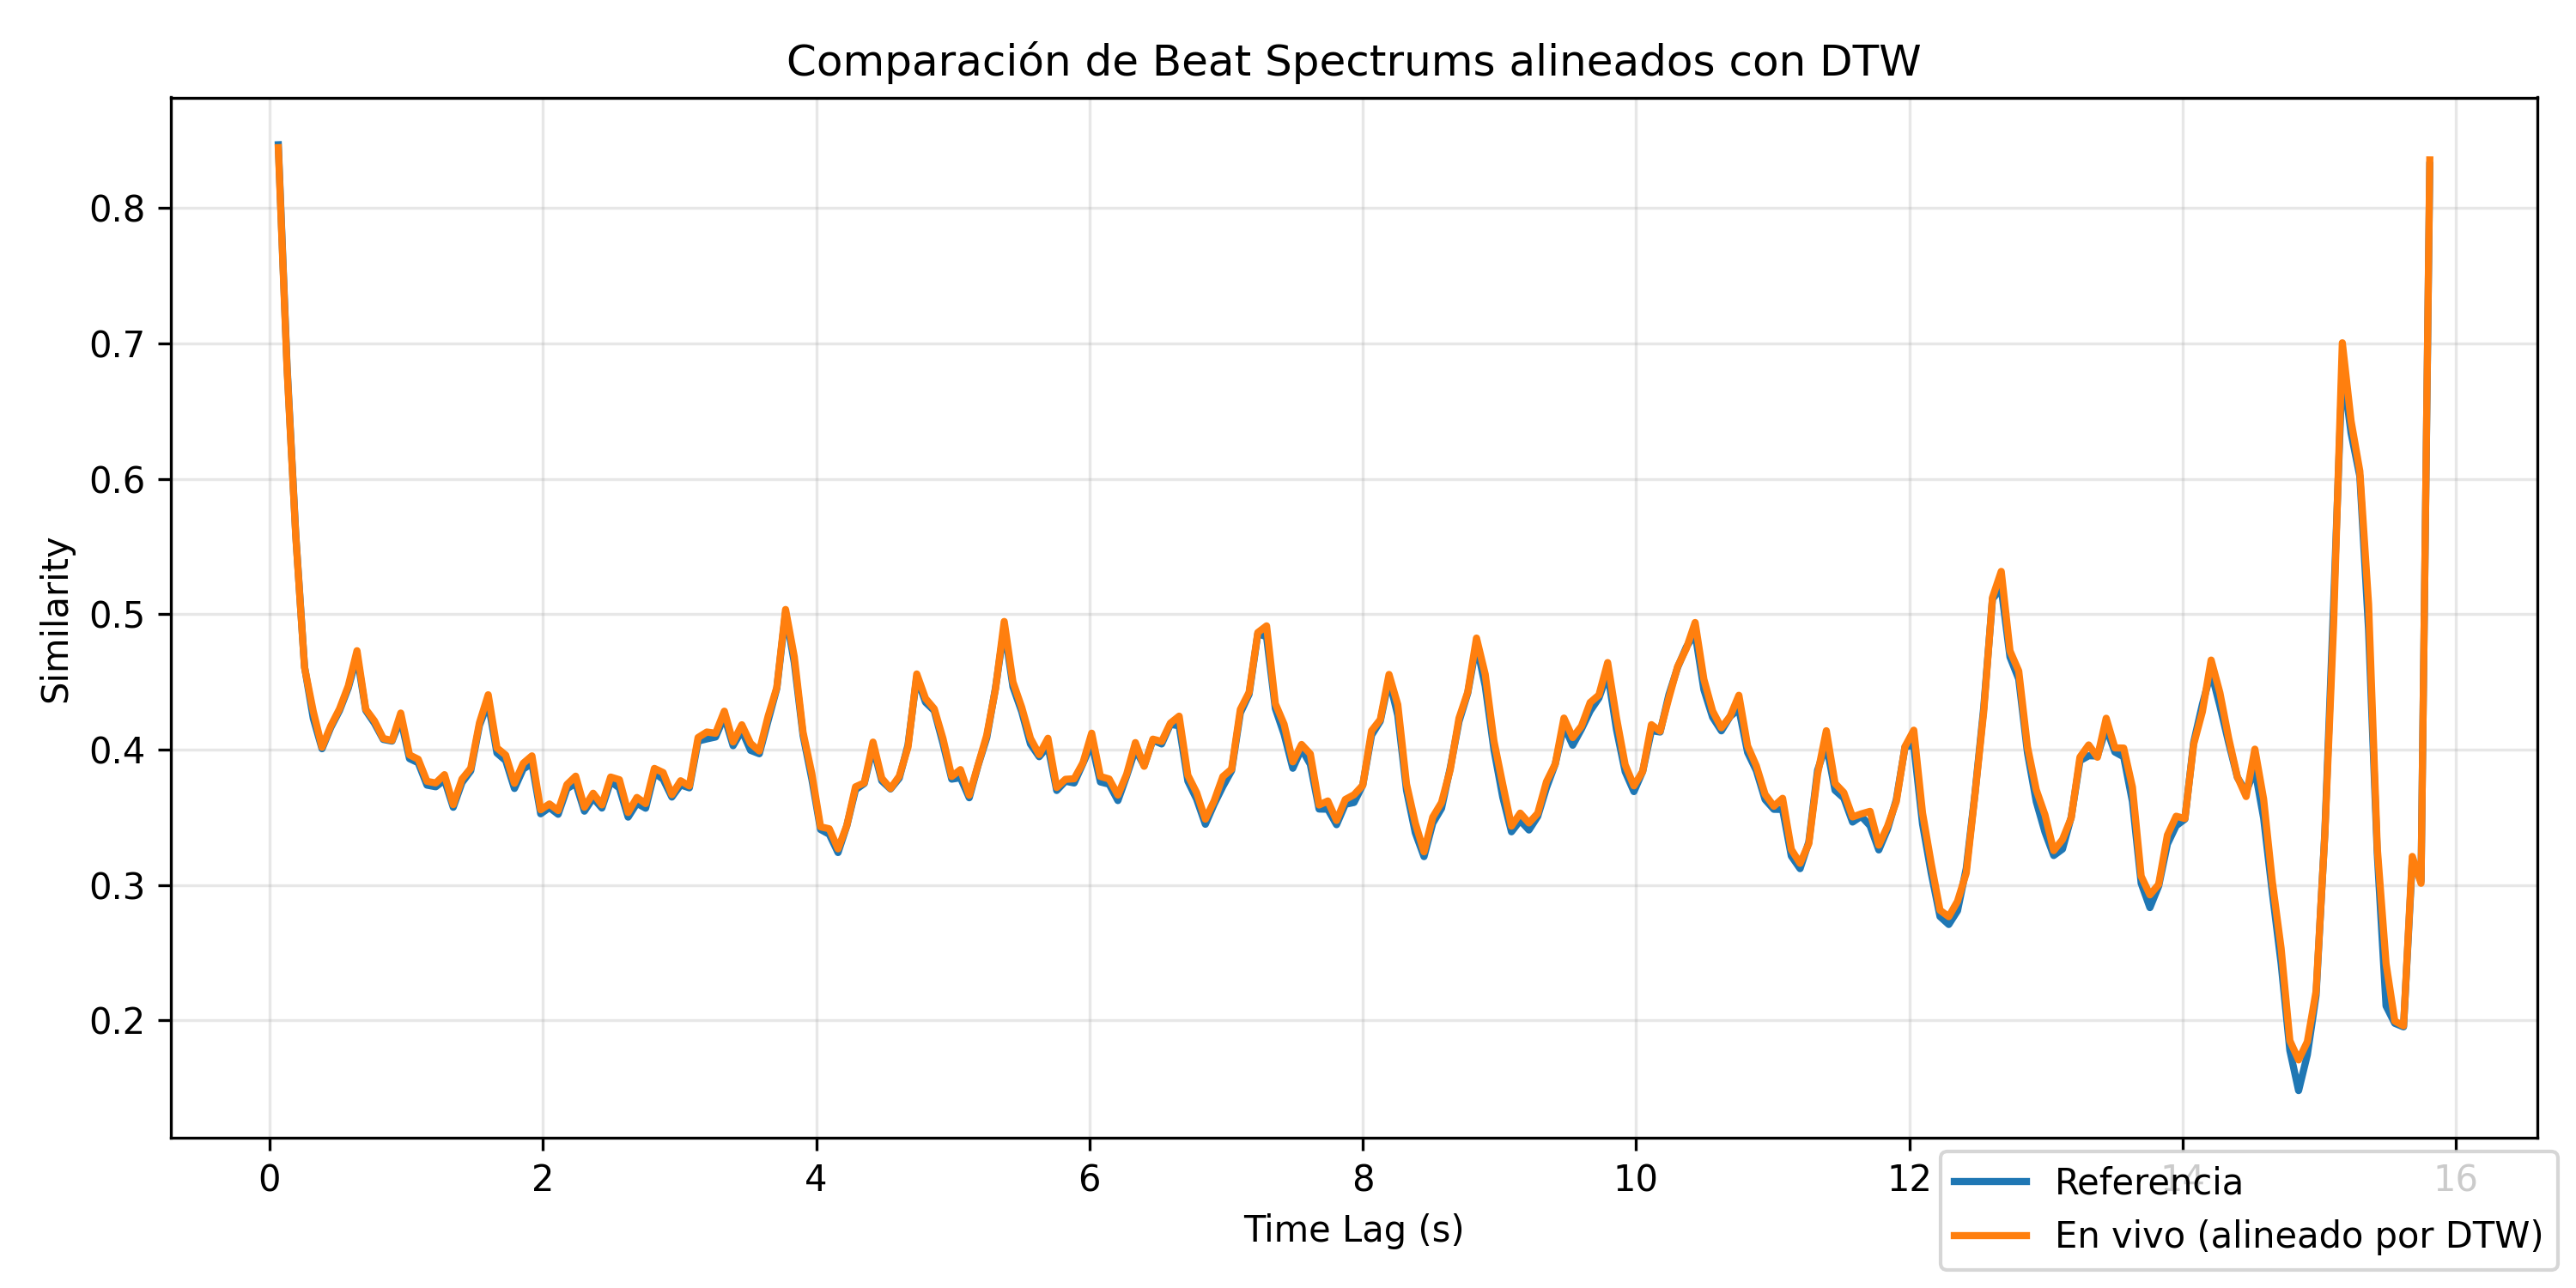 Comparación de Beat Spectrums alineados con DTW
Similarity
0.8
0.7
0.6
0.5
0.4
0.3
0.2
0 2 4 6 8 10 12 14 16
Time Lag (s)
Referencia
En vivo (alineado por DTW)